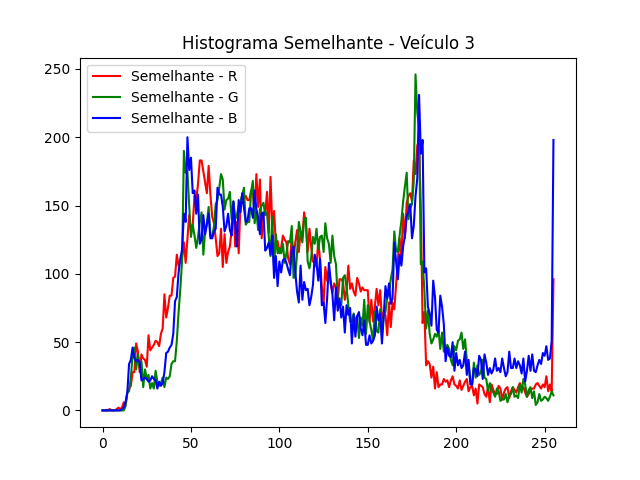 Histograma Semelhante - Veículo 3
Semelhante - R
Semelhante - G
Semelhante - B
250
200
150
100
50
0
0 50 100 150 200 250